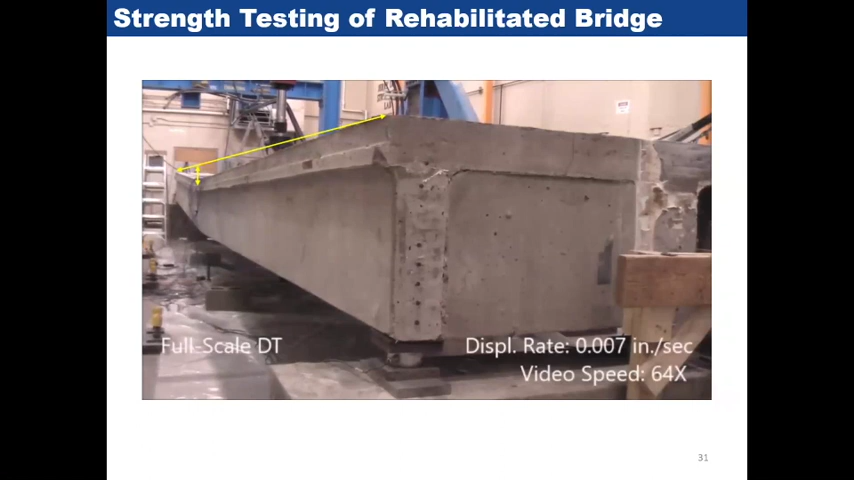 Strength Testing of Rehabilitated Bridge
Full-Scale DT
Displ. Rate: 0.007 in./sec
Video Speed: 64X
31